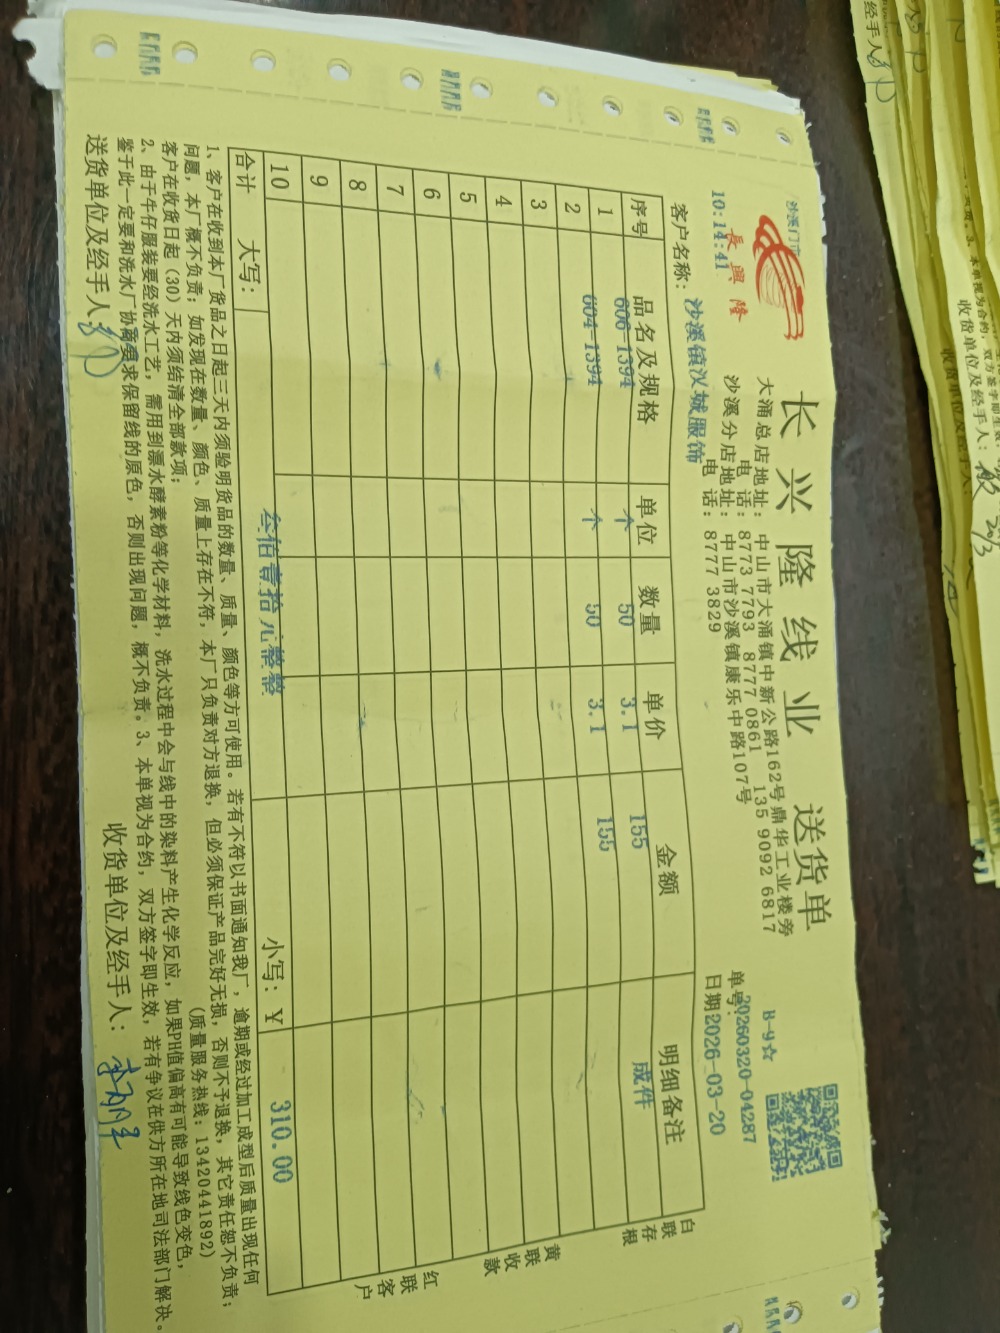 长兴隆线业 送货单
沙溪门市
長興隆
10:14:41
大涌总店地址: 中山市大涌镇中新公路162号鼎华工业楼旁
电 话: 8773 7793 8777 0861 135 9092 6817
沙溪分店地址: 中山市沙溪镇康乐中路107号
电 话: 8777 3829
B-9☆
单号: 20260320-04287
日期 2026-03-20
客户名称: 沙溪镇汉城服饰
序号 品名及规格 单位 数量 单价 金额 明细备注
1 606-1394 个 50 3.1 155 成件
2 604-1394 个 50 3.1 155
3
4
5
6
7
8
9
10
合计 大写: 叁佰壹拾元整整 小写: Y 310.00
白联存根
黄联收款
红联客户
1、客户在收到本厂货品之日起三天内须验明货品的数量、质量、颜色等方可使用。若有不符以书面通知我厂,逾期或经过加工成型后质量出现任何
问题,本厂概不负责;如发现在数量、颜色、质量上存在不符,本厂只负责对方退换,但必须保证产品完好无损,否则不予退换,其它责任恕不负责;
客户在收货日起(30)天内须结清全部款项; (质量服务热线: 13420441892)
2、由于牛仔服装要经洗水工艺,需用到漂水酵素粉等化学材料,洗水过程中会与线中的染料产生化学反应,如果PH值偏高有可能导致线色变色,
鉴于此一定要和洗水厂协商要求保留线的原色,否则出现问题,概不负责。3、本单视为合约,双方签字即生效,若有争议在供方所在地司法部门解决。
送货单位及经手人: 收货单位及经手人:
经手人
收货单位及经手人:
20/3